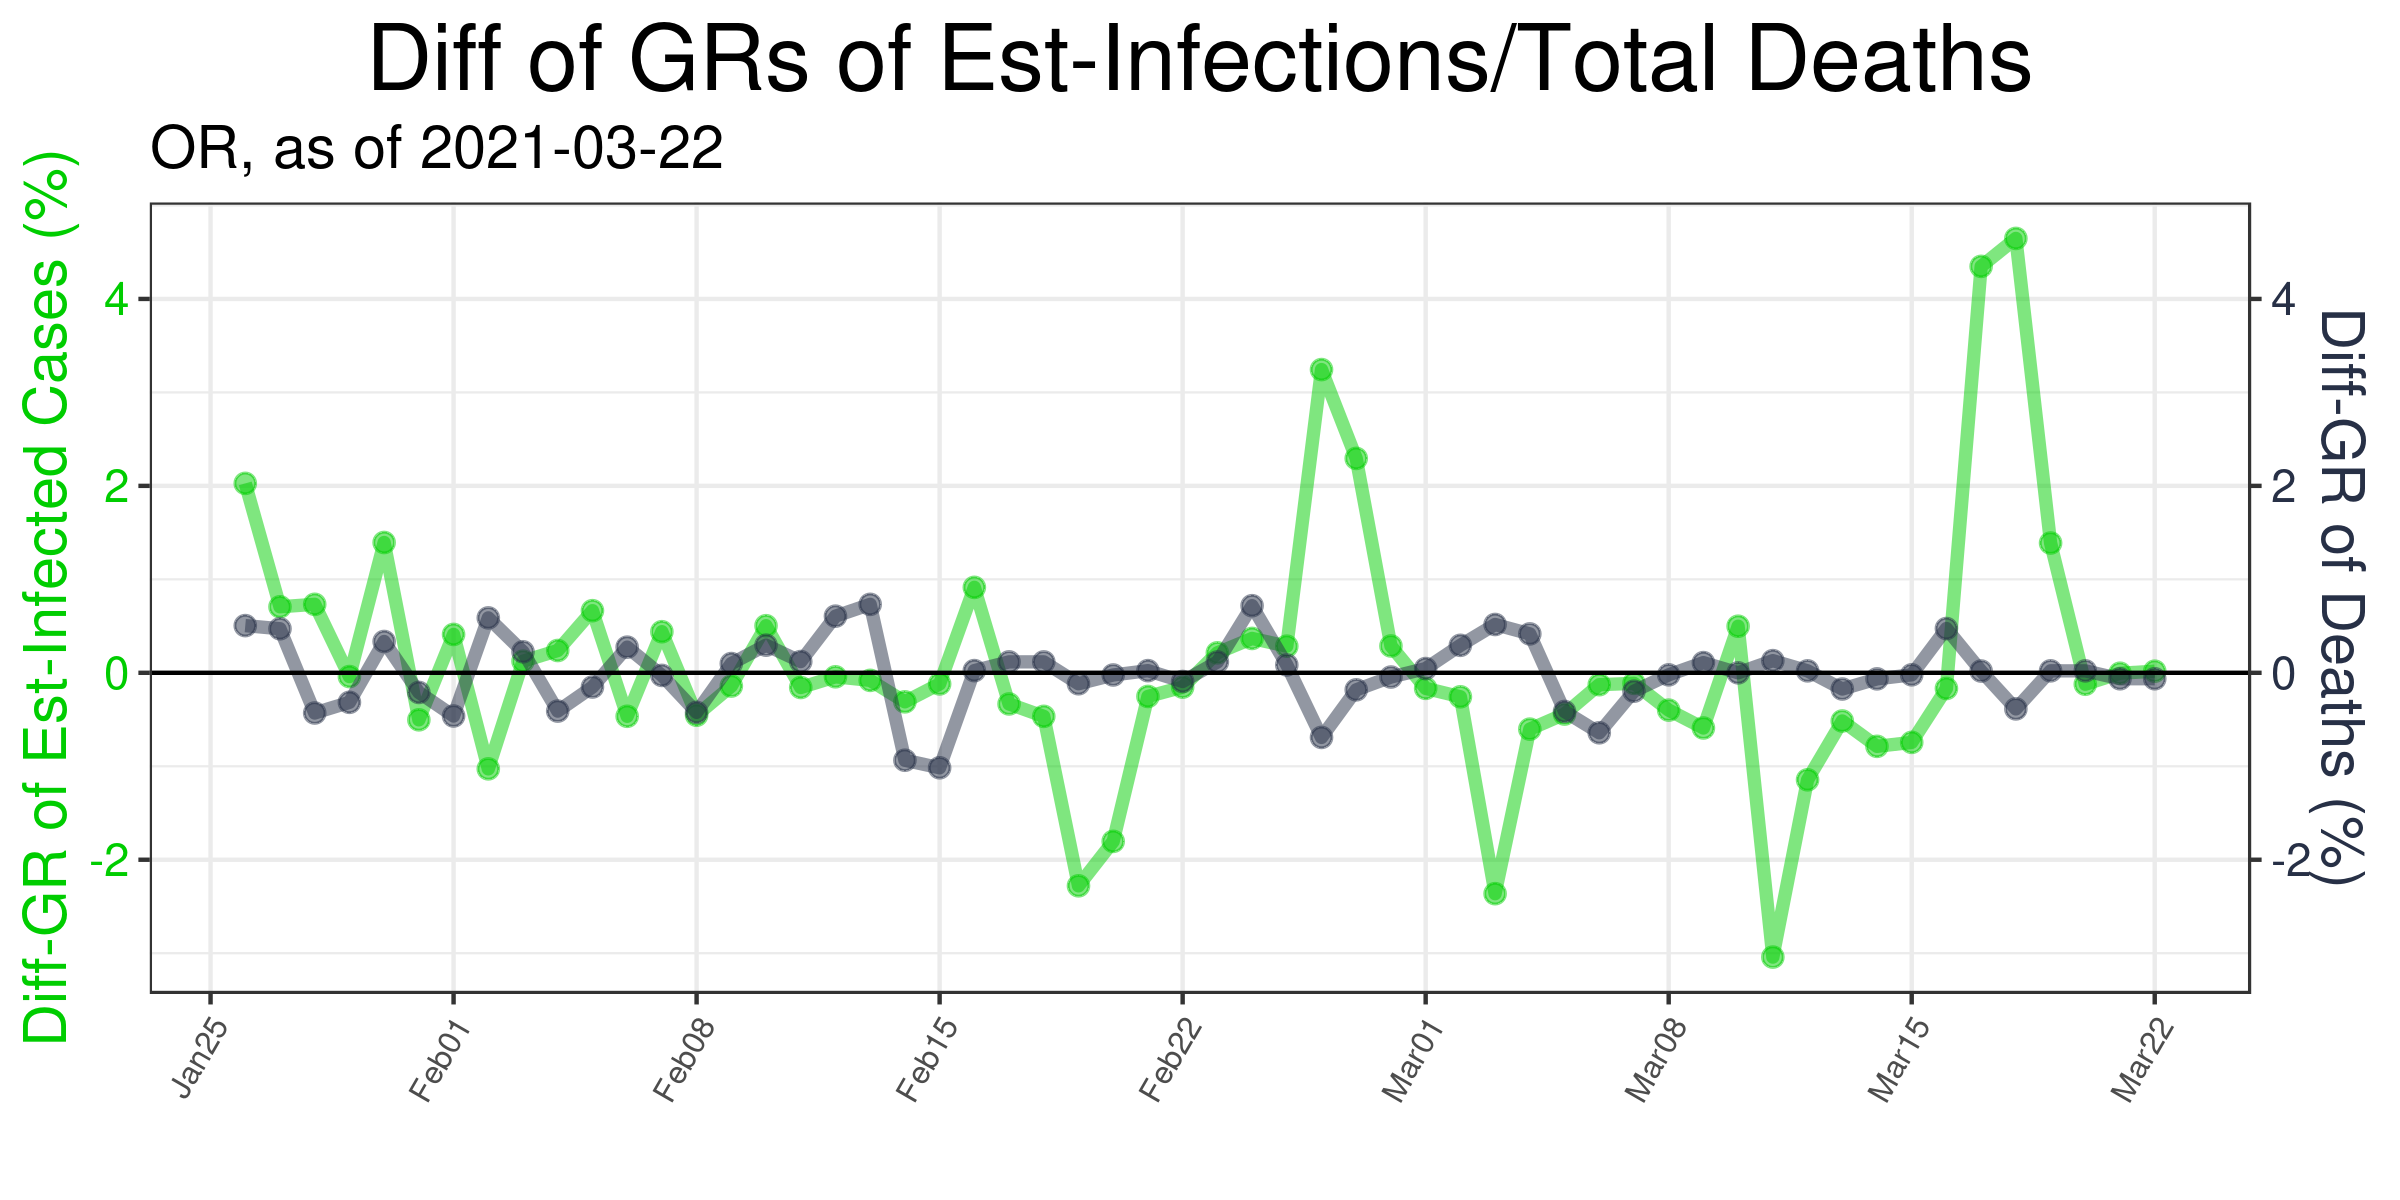 Diff of GRs of Est-Infections/Total Deaths
OR, as of 2021-03-22
Diff-GR of Est-Infected Cases (%)
4
2
0
-2
4
2
0
-2
Diff-GR of Deaths (%)
Jan25
Feb01
Feb08
Feb15
Feb22
Mar01
Mar08
Mar15
Mar22